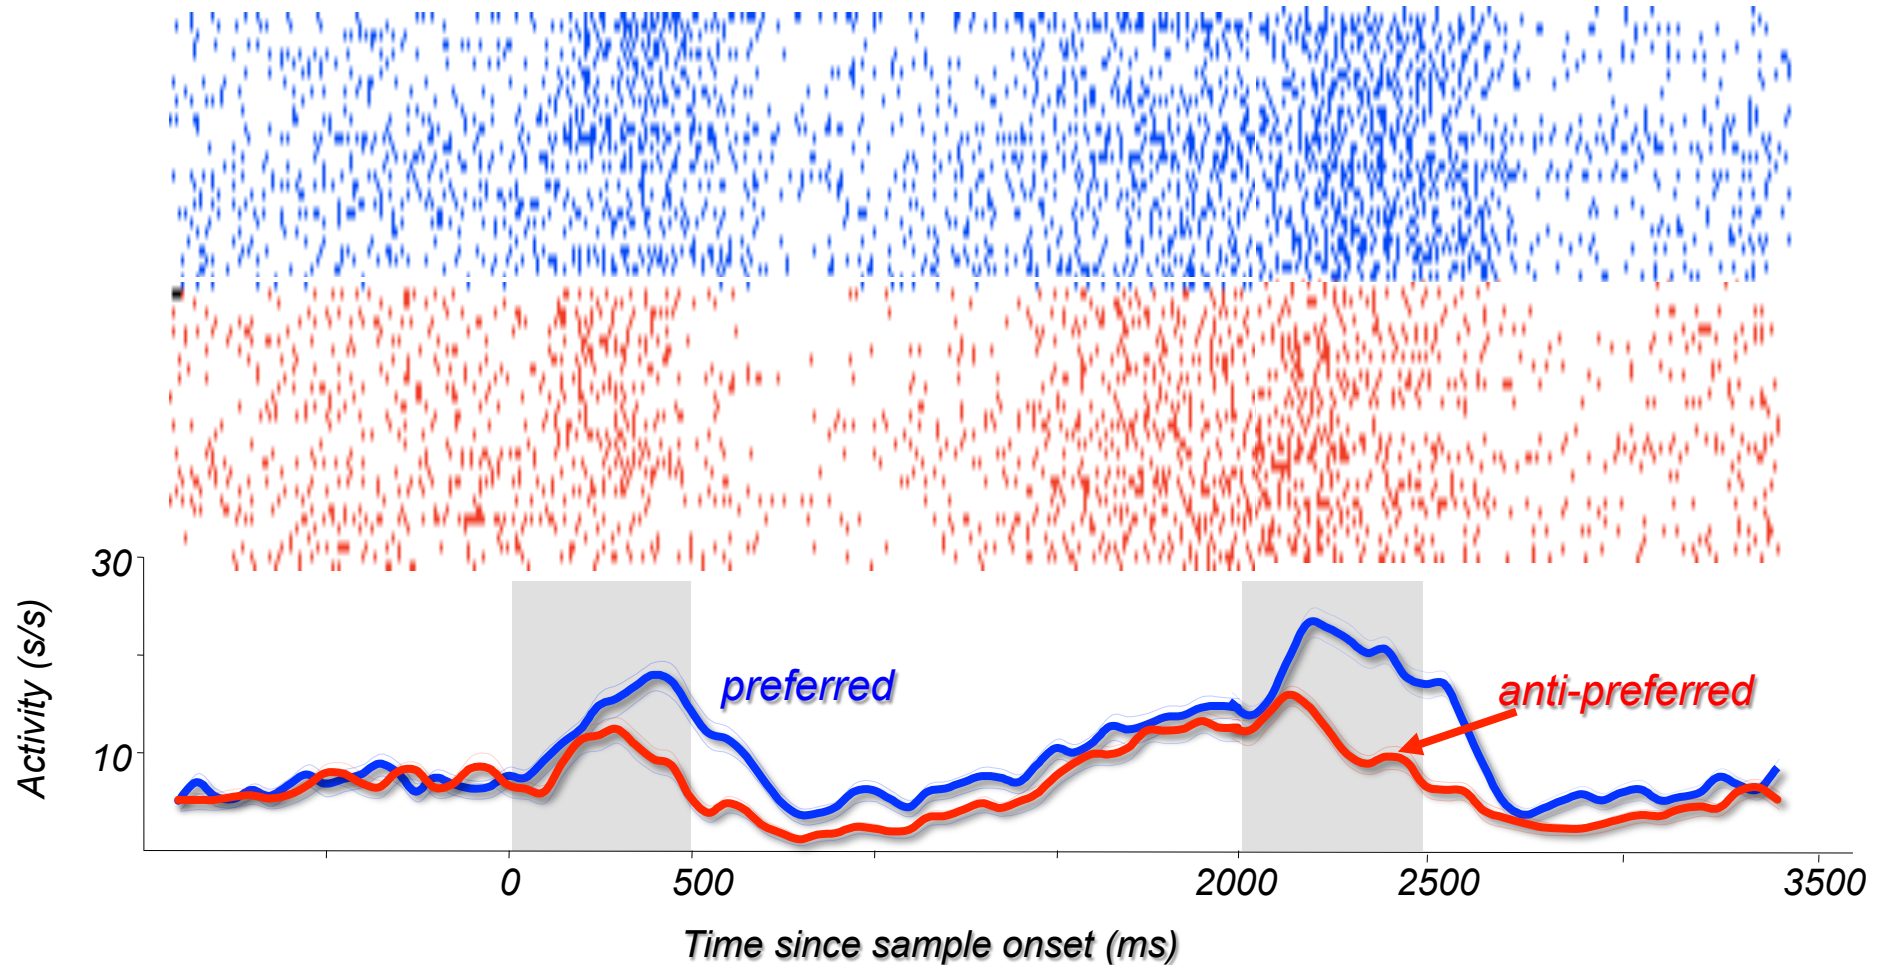 30
10
Activity (s/s)
preferred
anti-preferred
0 500 2000 2500 3500
Time since sample onset (ms)